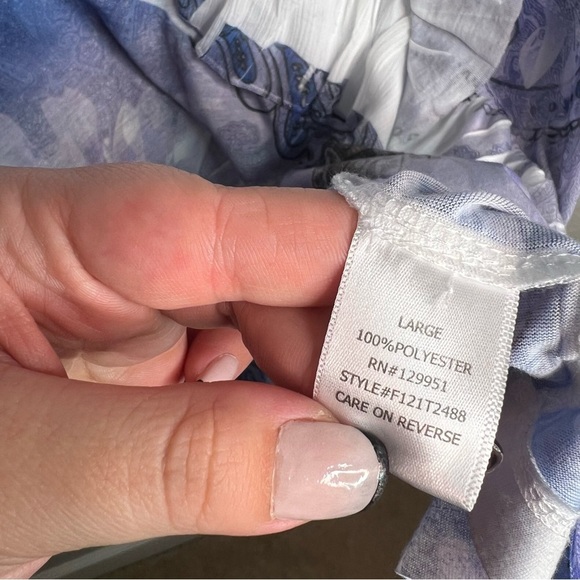 LARGE
100%POLYESTER
RN#129951
STYLE#F121T2488
CARE ON REVERSE